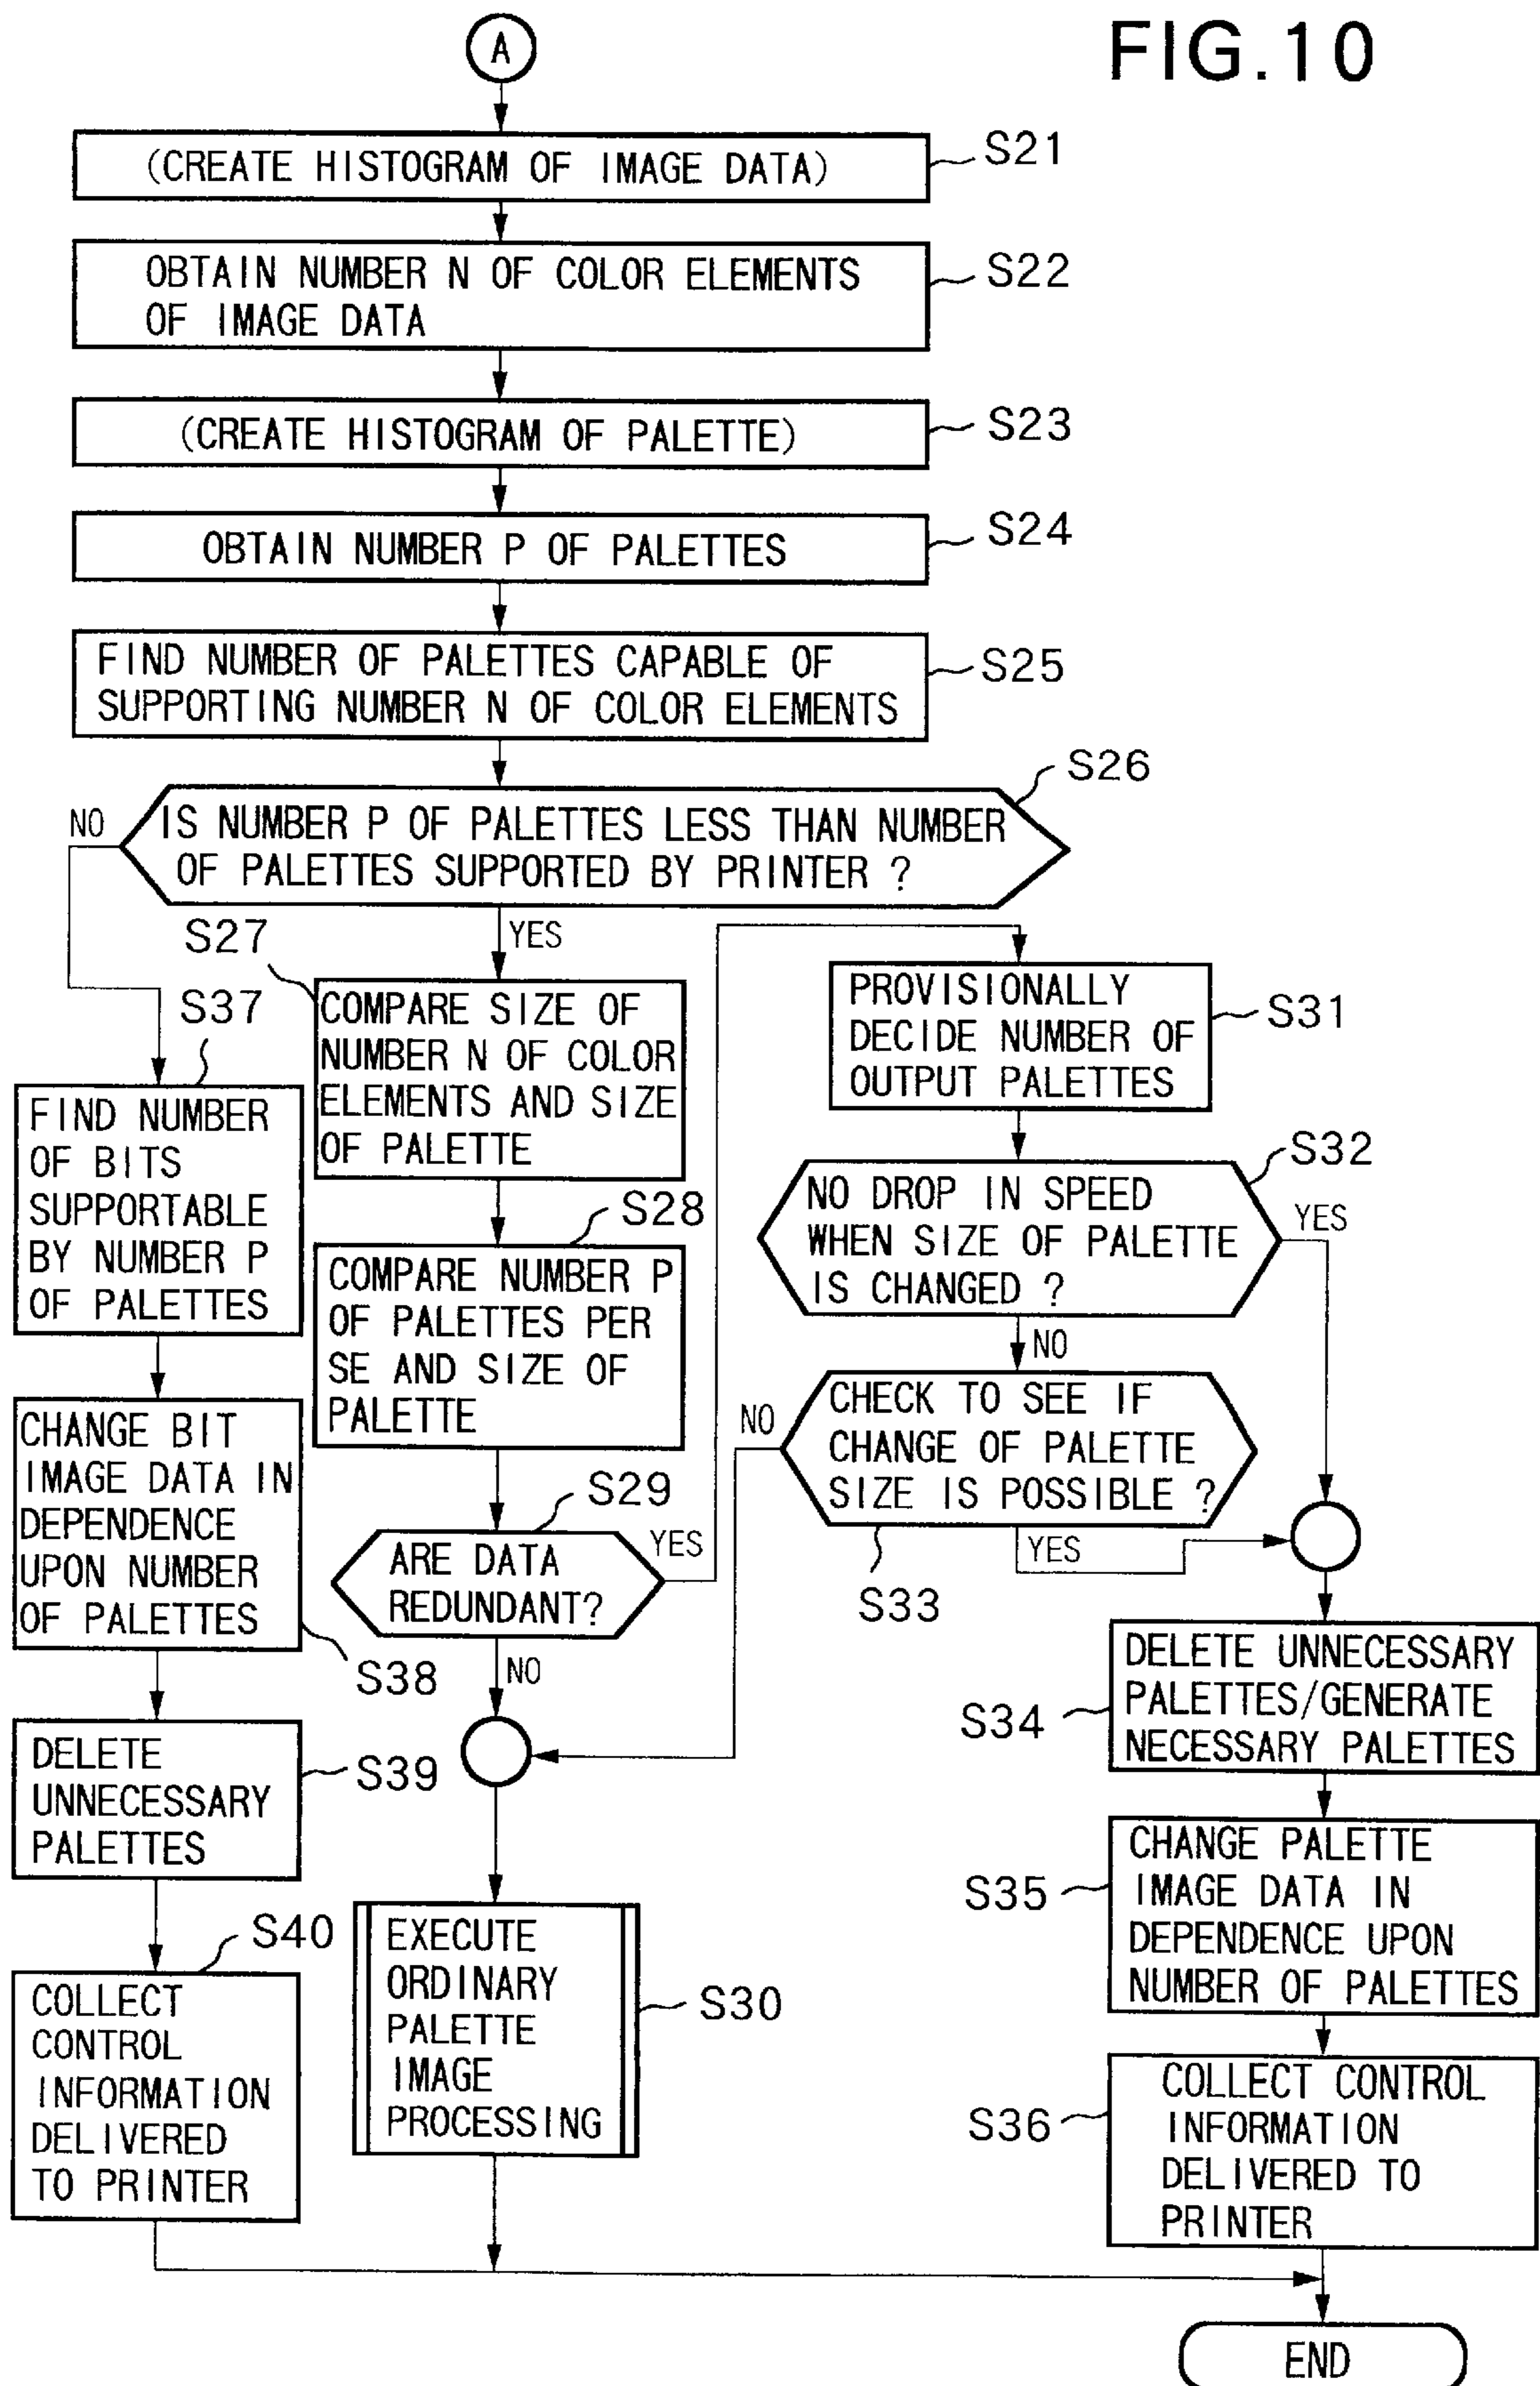 FIG.10
A
(CREATE HISTOGRAM OF IMAGE DATA)
S21
OBTAIN NUMBER N OF COLOR ELEMENTS
OF IMAGE DATA
S22
(CREATE HISTOGRAM OF PALETTE)
S23
OBTAIN NUMBER P OF PALETTES
S24
FIND NUMBER OF PALETTES CAPABLE OF
SUPPORTING NUMBER N OF COLOR ELEMENTS
S25
S26
IS NUMBER P OF PALETTES LESS THAN NUMBER
OF PALETTES SUPPORTED BY PRINTER ?
NO
YES
S27
COMPARE SIZE OF
NUMBER N OF COLOR
ELEMENTS AND SIZE
OF PALETTE
S28
COMPARE NUMBER P
OF PALETTES PER
SE AND SIZE OF
PALETTE
S29
ARE DATA
REDUNDANT?
YES
NO
EXECUTE
ORDINARY
PALETTE
IMAGE
PROCESSING
S30
PROVISIONALLY
DECIDE NUMBER OF
OUTPUT PALETTES
S31
S32
NO DROP IN SPEED
WHEN SIZE OF PALETTE
IS CHANGED ?
YES
NO
CHECK TO SEE IF
CHANGE OF PALETTE
SIZE IS POSSIBLE ?
NO
YES
S33
DELETE UNNECESSARY
PALETTES/GENERATE
NECESSARY PALETTES
S34
CHANGE PALETTE
IMAGE DATA IN
DEPENDENCE UPON
NUMBER OF PALETTES
S35
COLLECT CONTROL
INFORMATION
DELIVERED TO
PRINTER
S36
S37
FIND NUMBER
OF BITS
SUPPORTABLE
BY NUMBER P
OF PALETTES
CHANGE BIT
IMAGE DATA IN
DEPENDENCE
UPON NUMBER
OF PALETTES
S38
DELETE
UNNECESSARY
PALETTES
S39
S40
COLLECT
CONTROL
INFORMATION
DELIVERED
TO PRINTER
END